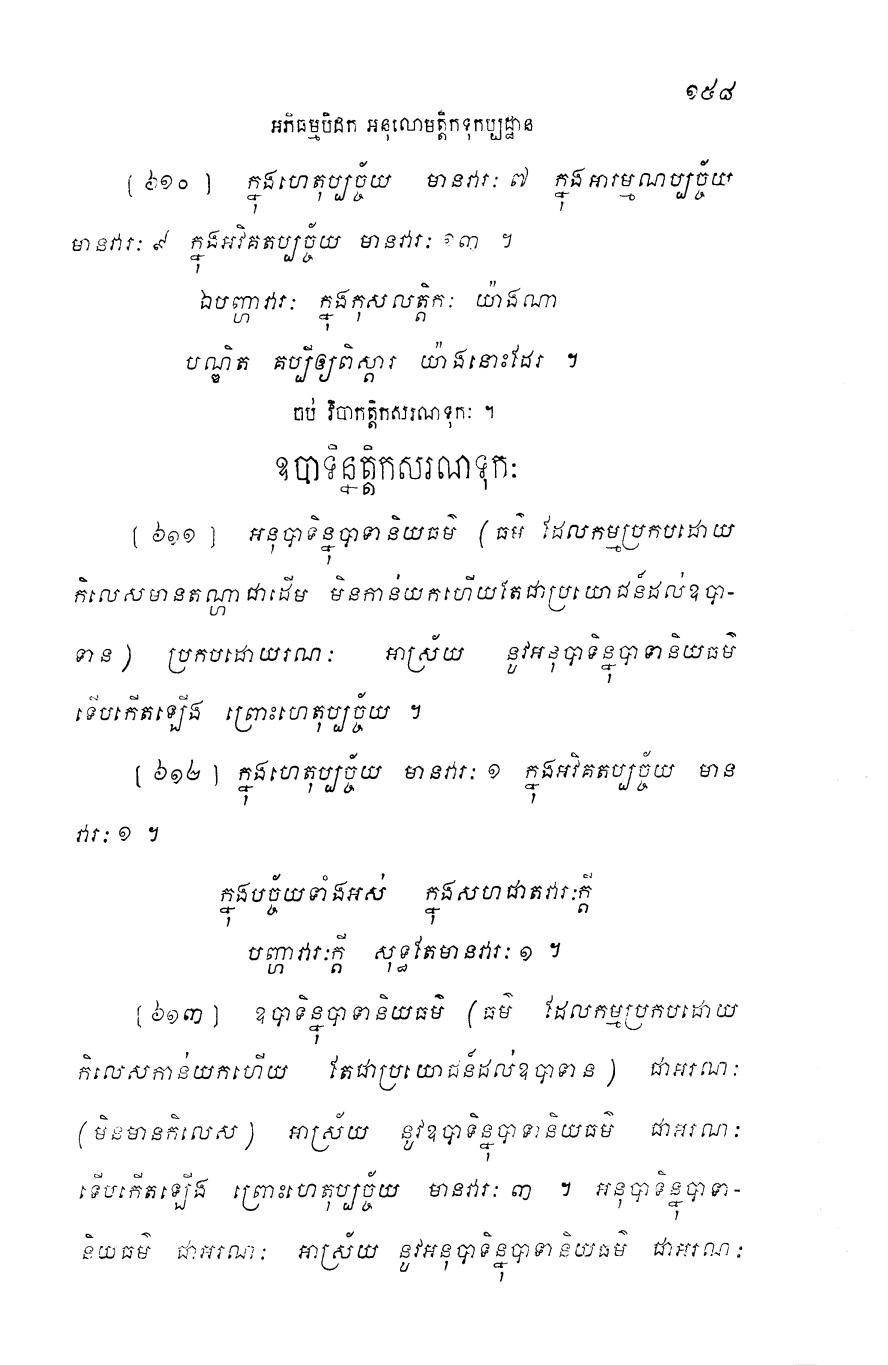 ១៥៨
អភិធម្មបិដក អនុលោមត្តិកទុកប្បដ្ឋាន
[ ៦១០ ] ក្នុងហេតុប្បច្ច័យ មានវារៈ ៧ ក្នុងអារម្មណប្បច្ច័យ
មានវារៈ ៩ ក្នុងអវិគតប្បច្ច័យ មានវារៈ ១៣ ។
ឯបញ្ហាវារៈ ក្នុងកុសលត្តិកៈ យ៉ាងណា
បណ្ឌិត គប្បីឲ្យពិស្តារ យ៉ាងនោះដែរ ។
ចប់ វិបាកត្តិកសរណទុកៈ ។
ឧបាទិន្នត្តិកសរណទុកៈ
[ ៦១១ ] អនុបាទិន្នុបាទានិយធម៌ ( ធម៌ ដែលកម្មប្រកបដោយ
កិលេសមានតណ្ហាជាដើម មិនកាន់យកហើយតែជាប្រយោជន៍ដល់ឧបា-
ទាន ) ប្រកបដោយរណៈ អាស្រ័យ នូវអនុបាទិន្នុបាទានិយធម៌
ទើបកើតឡើង ព្រោះហេតុប្បច្ច័យ ។
[ ៦១២ ] ក្នុងហេតុប្បច្ច័យ មានវារៈ ១ ក្នុងអវិគតប្បច្ច័យ មាន
វារៈ ១ ។
ក្នុងបច្ច័យទាំងអស់ ក្នុងសហជាតវារៈក្តី
បញ្ហាវារៈក្តី សុទ្ធតែមានវារៈ ១ ។
[ ៦១៣ ] ឧបាទិន្នុបាទានិយធម៌ ( ធម៌ ដែលកម្មប្រកបដោយ
កិលេសកាន់យកហើយ តែជាប្រយោជន៍ដល់ឧបាទាន ) ជាអរណៈ
( មិនមានកិលេស ) អាស្រ័យ នូវឧបាទិន្នុបាទានិយធម៌ ជាអរណៈ
ទើបកើតឡើង ព្រោះហេតុប្បច្ច័យ មានវារៈ ៣ ។ អនុបាទិន្នុបាទា-
និយធម៌ ជាអរណៈ អាស្រ័យ នូវអនុបាទិន្នុបាទានិយធម៌ ជាអរណៈ